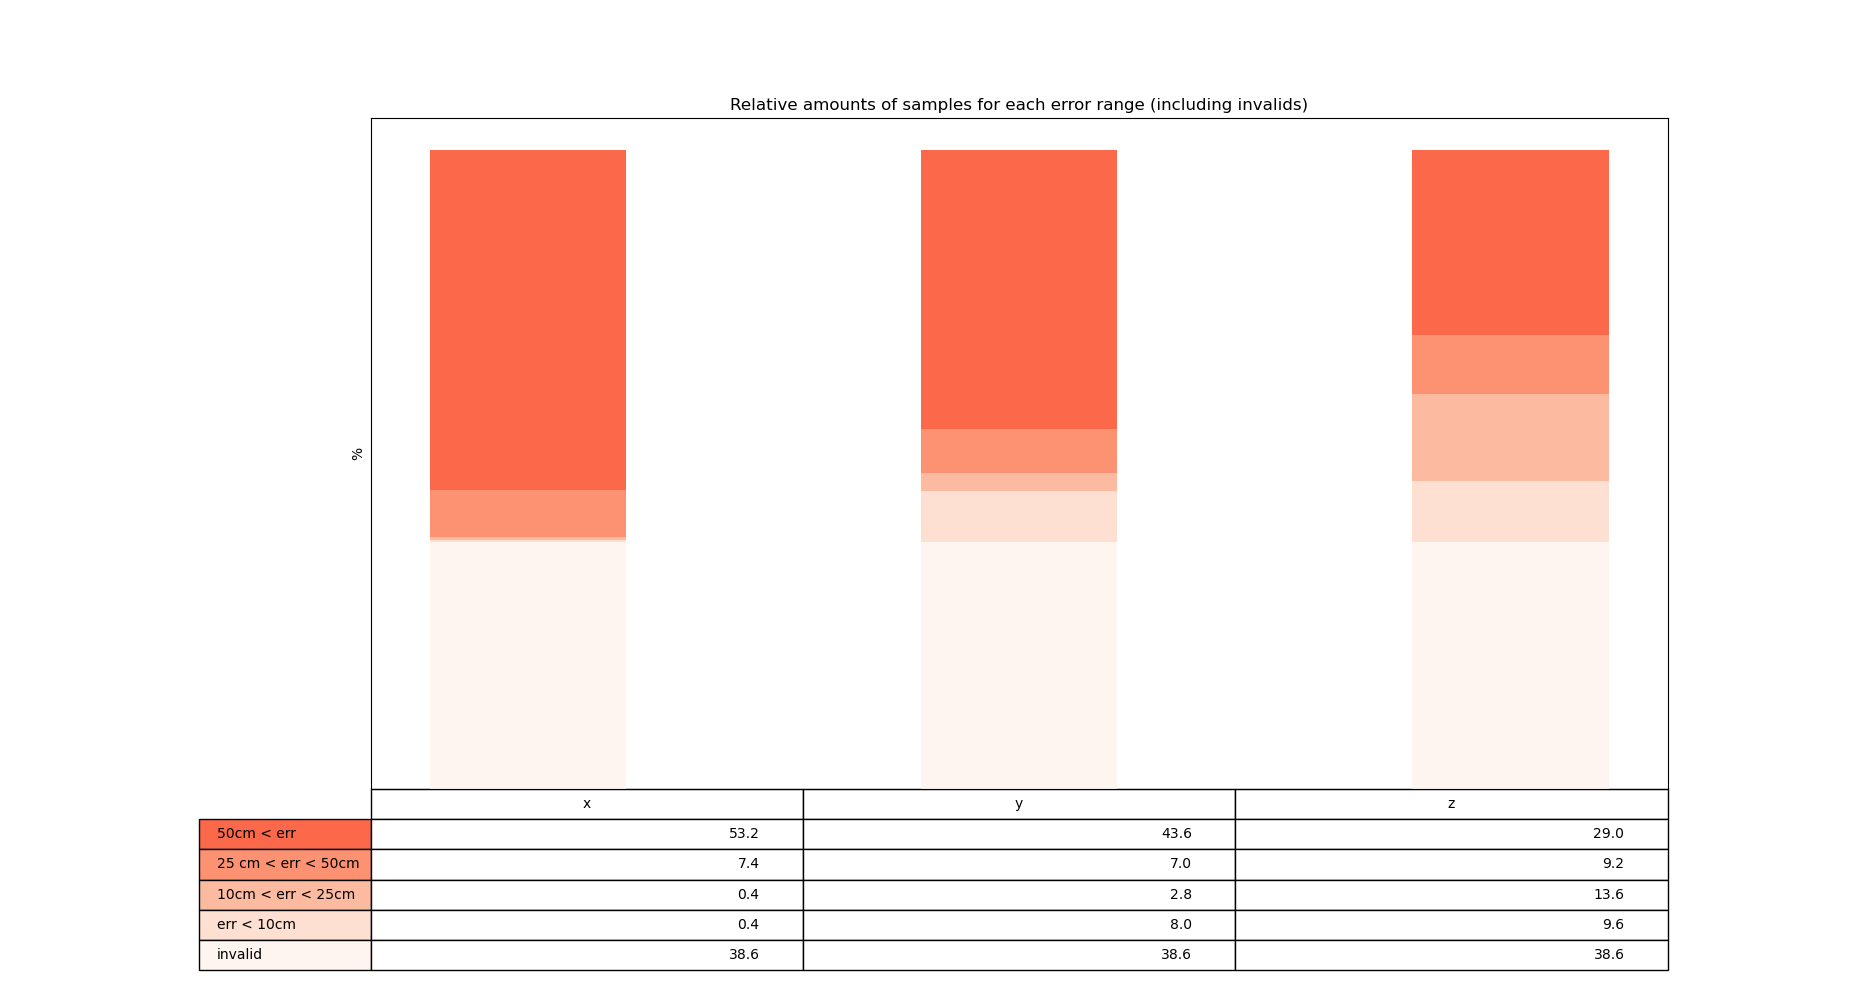 Relative amounts of samples for each error range (including invalids)
%
x y z
50cm < err 53.2 43.6 29.0
25 cm < err < 50cm 7.4 7.0 9.2
10cm < err < 25cm 0.4 2.8 13.6
err < 10cm 0.4 8.0 9.6
invalid 38.6 38.6 38.6